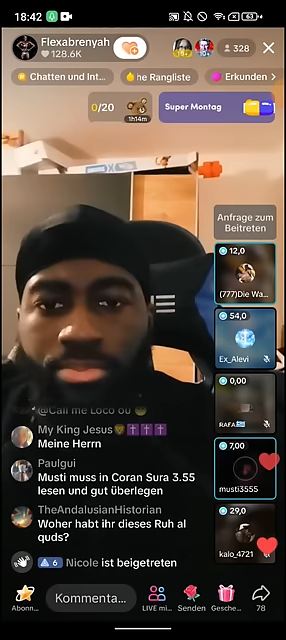 18:42
63
Flexabrenyah
128.6K
10+
328
Chatten und Int...
he Rangliste
Erkunden
0/20
1h14m
Super Montag
Anfrage zum
Beitreten
12,0
(777)Die Wa...
54,0
Ex_Alevi
0,00
RAFA
7,00
musti3555
29,0
kalo_4721
@Call me Loco 00
My King Jesus
Meine Herrn
Paulgui
Musti muss in Coran Sura 3.55
lesen und gut überlegen
TheAndalusianHistorian
Woher habt ihr dieses Ruh al
quds?
6 Nicole ist beigetreten
Abonn...
Kommenta...
LIVE mi...
Senden
Gesche...
78